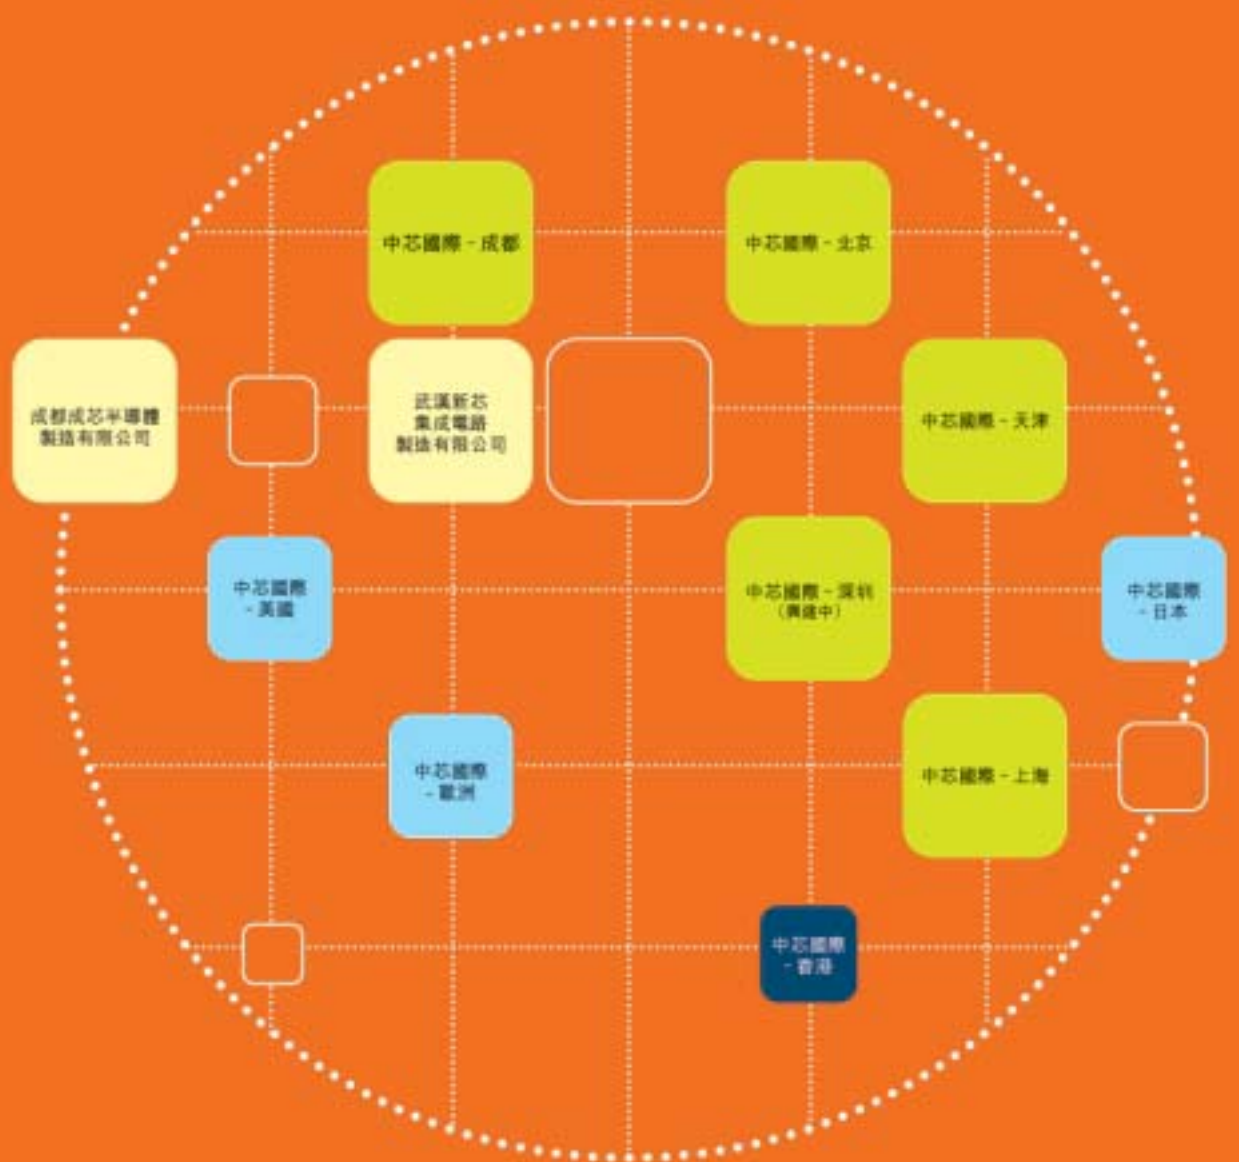 中芯國際 - 成都
中芯國際 - 北京
成都成芯半導體
製造有限公司
武漢新芯
集成電路
製造有限公司
中芯國際 - 天津
中芯國際
- 美國
中芯國際 - 深圳
(興建中)
中芯國際
- 日本
中芯國際
- 歐洲
中芯國際 - 上海
中芯國際
- 香港